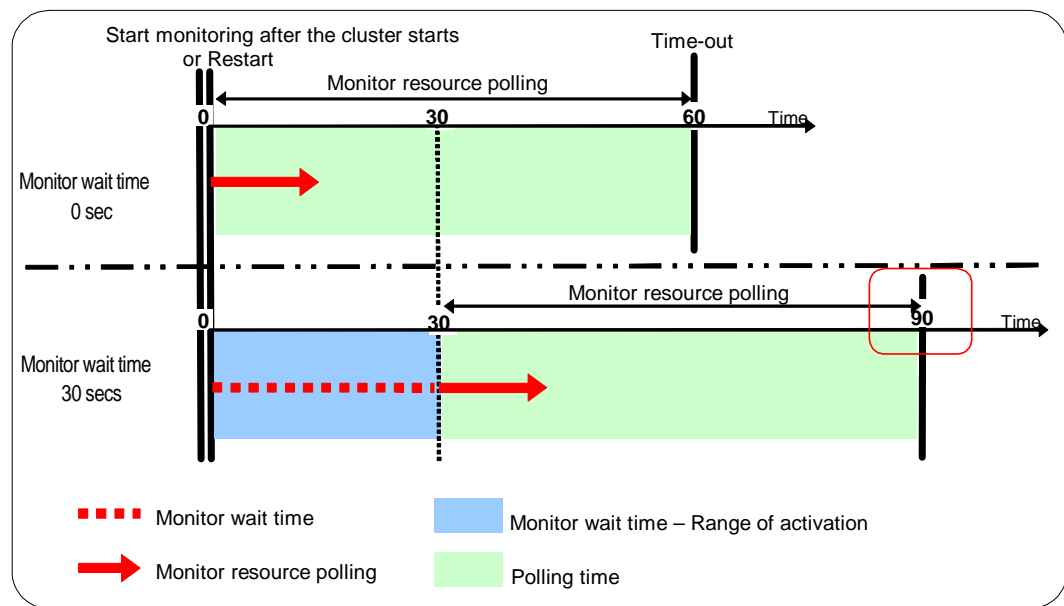 Start monitoring after the cluster starts
or Restart
Time-out
Monitor resource polling
0
30
60
Time
Monitor wait time
0 sec
Monitor resource polling
0
30
90
Time
Monitor wait time
30 secs
Monitor wait time
Monitor wait time – Range of activation
Monitor resource polling
Polling time